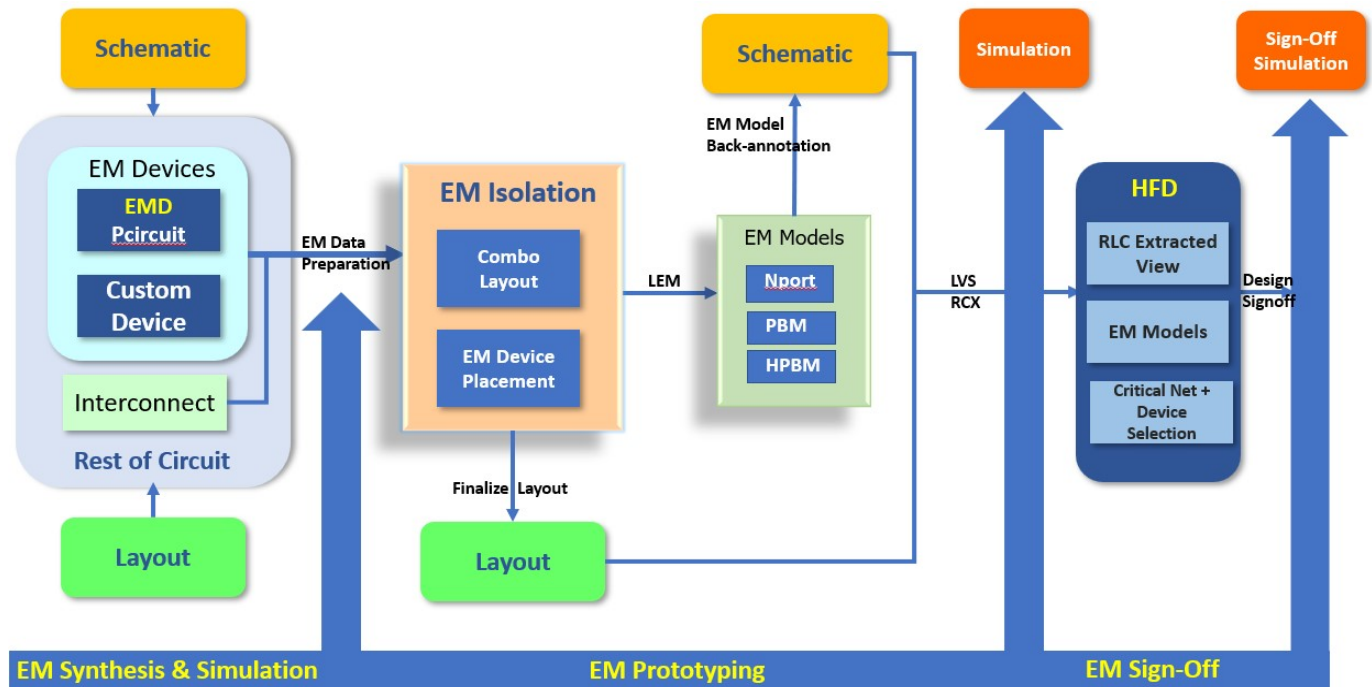 Schematic
EM Devices
EMD
Pcircuit
Custom
Device
Interconnect
Rest of Circuit
Layout
EM Data
Preparation
EM Isolation
Combo
Layout
EM Device
Placement
Finalize Layout
Layout
LEM
Schematic
EM Model
Back-annotation
EM Models
Nport
PBM
HPBM
LVS
RCX
Simulation
HFD
RLC Extracted
View
EM Models
Critical Net +
Device
Selection
Design
Signoff
Sign-Off
Simulation
EM Synthesis & Simulation
EM Prototyping
EM Sign-Off